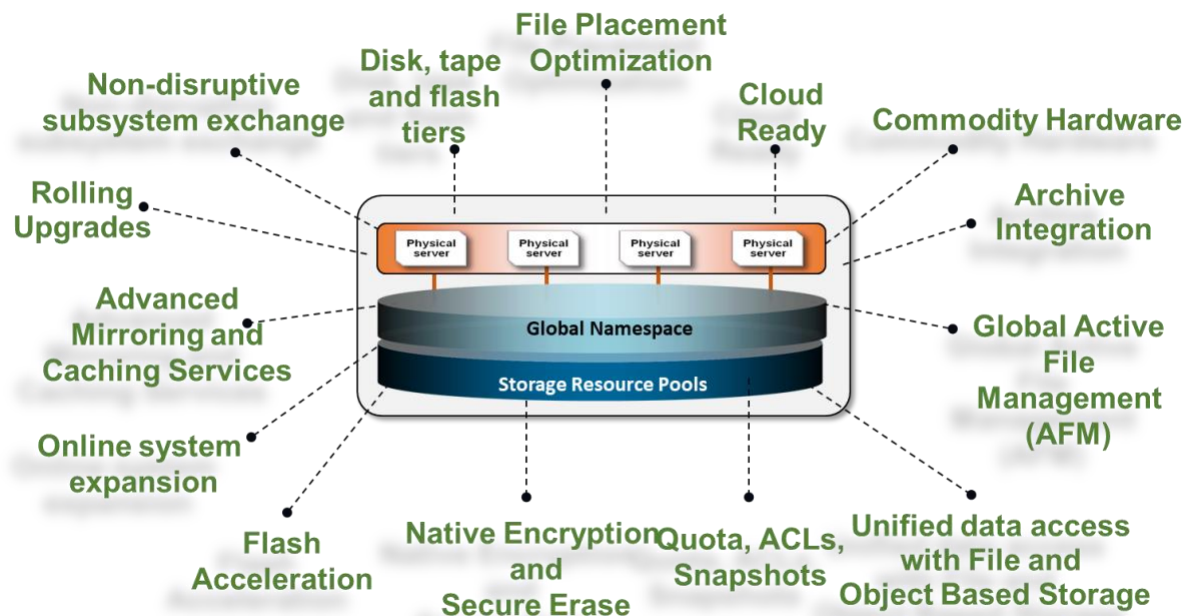 File Placement
Optimization
Disk, tape
and flash
tiers
Non-disruptive
subsystem exchange
Cloud
Ready
Commodity Hardware
Rolling
Upgrades
Archive
Integration
Physical
server
Physical
server
Physical
server
Physical
server
Advanced
Mirroring and
Caching Services
Global Namespace
Global Active
File
Management
(AFM)
Storage Resource Pools
Online system
expansion
Flash
Acceleration
Native Encryption
and
Secure Erase
Quota, ACLs,
Snapshots
Unified data access
with File and
Object Based Storage